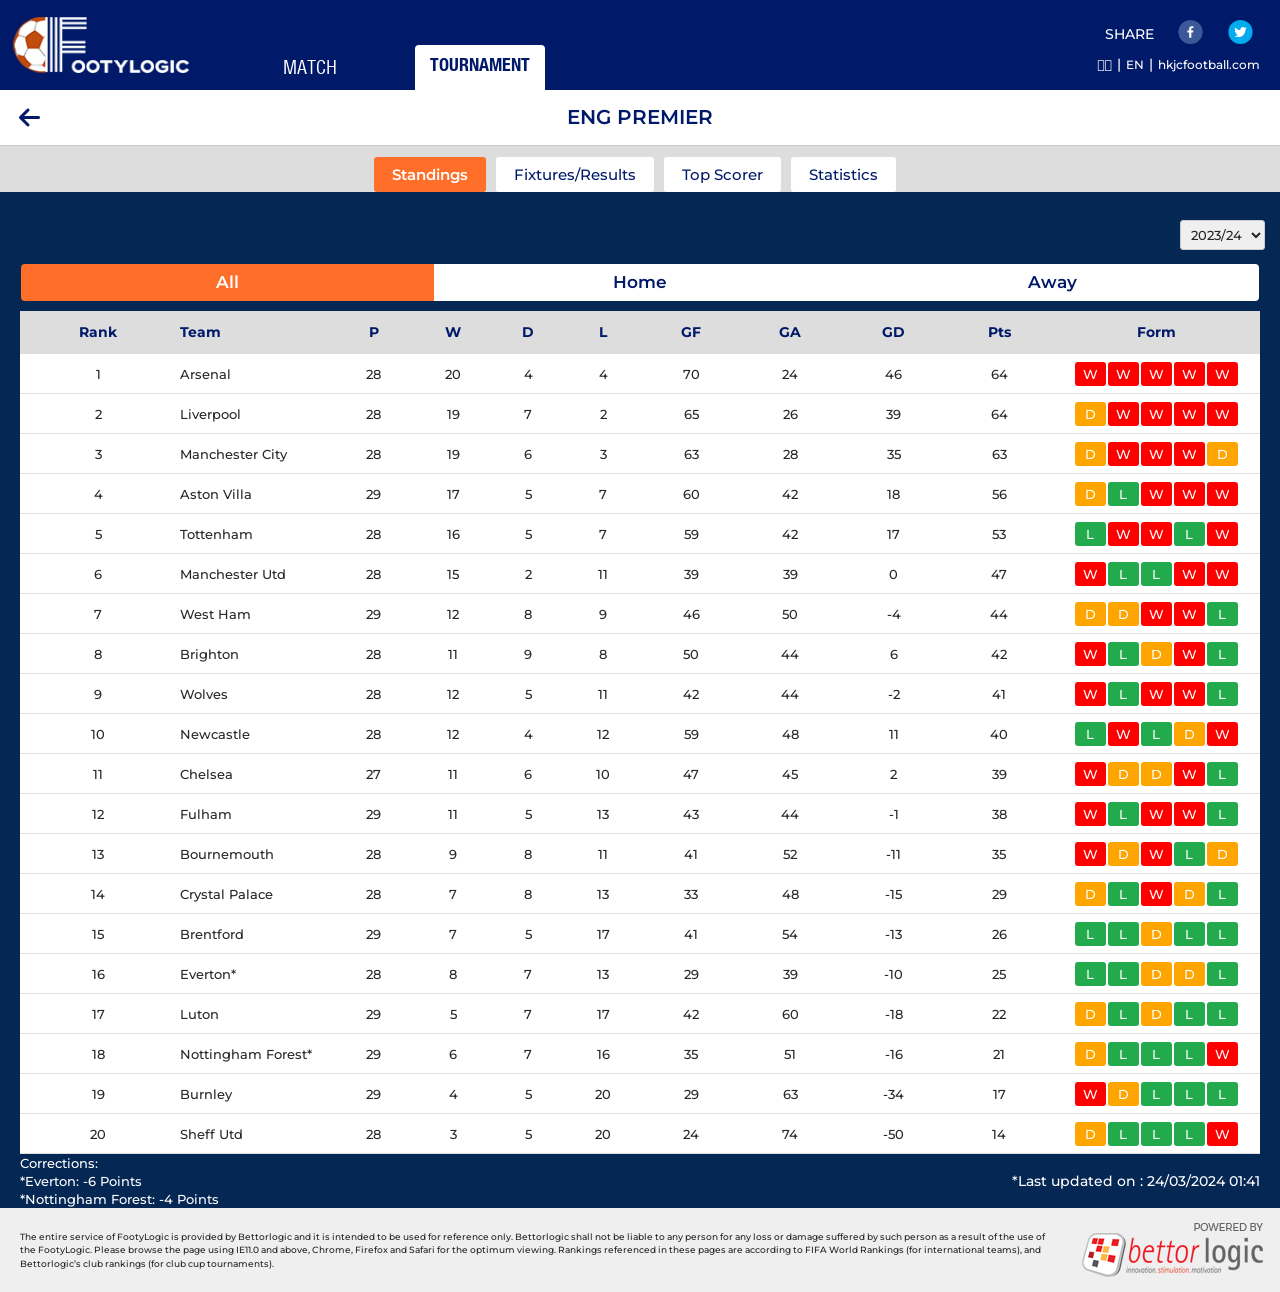 FOOTYLOGIC
MATCH
TOURNAMENT
SHARE
| EN | hkjcfootball.com
ENG PREMIER
Standings Fixtures/Results Top Scorer Statistics
2023/24
All Home Away
Rank Team P W D L GF GA GD Pts Form
1 Arsenal 28 20 4 4 70 24 46 64 W W W W W
2 Liverpool 28 19 7 2 65 26 39 64 D W W W W
3 Manchester City 28 19 6 3 63 28 35 63 D W W W D
4 Aston Villa 29 17 5 7 60 42 18 56 D L W W W
5 Tottenham 28 16 5 7 59 42 17 53 L W W L W
6 Manchester Utd 28 15 2 11 39 39 0 47 W L L W W
7 West Ham 29 12 8 9 46 50 -4 44 D D W W L
8 Brighton 28 11 9 8 50 44 6 42 W L D W L
9 Wolves 28 12 5 11 42 44 -2 41 W L W W L
10 Newcastle 28 12 4 12 59 48 11 40 L W L D W
11 Chelsea 27 11 6 10 47 45 2 39 W D D W L
12 Fulham 29 11 5 13 43 44 -1 38 W L W W L
13 Bournemouth 28 9 8 11 41 52 -11 35 W D W L D
14 Crystal Palace 28 7 8 13 33 48 -15 29 D L W D L
15 Brentford 29 7 5 17 41 54 -13 26 L L D L L
16 Everton* 28 8 7 13 29 39 -10 25 L L D D L
17 Luton 29 5 7 17 42 60 -18 22 D L D L L
18 Nottingham Forest* 29 6 7 16 35 51 -16 21 D L L L W
19 Burnley 29 4 5 20 29 63 -34 17 W D L L L
20 Sheff Utd 28 3 5 20 24 74 -50 14 D L L L W
Corrections:
*Everton: -6 Points
*Nottingham Forest: -4 Points
*Last updated on : 24/03/2024 01:41
The entire service of FootyLogic is provided by Bettorlogic and it is intended to be used for reference only. Bettorlogic shall not be liable to any person for any loss or damage suffered by such person as a result of the use of
the FootyLogic. Please browse the page using IE11.0 and above, Chrome, Firefox and Safari for the optimum viewing. Rankings referenced in these pages are according to FIFA World Rankings (for international teams), and
Bettorlogic's club rankings (for club cup tournaments).
POWERED BY
bettor logic
innovation.stimulation.motivation